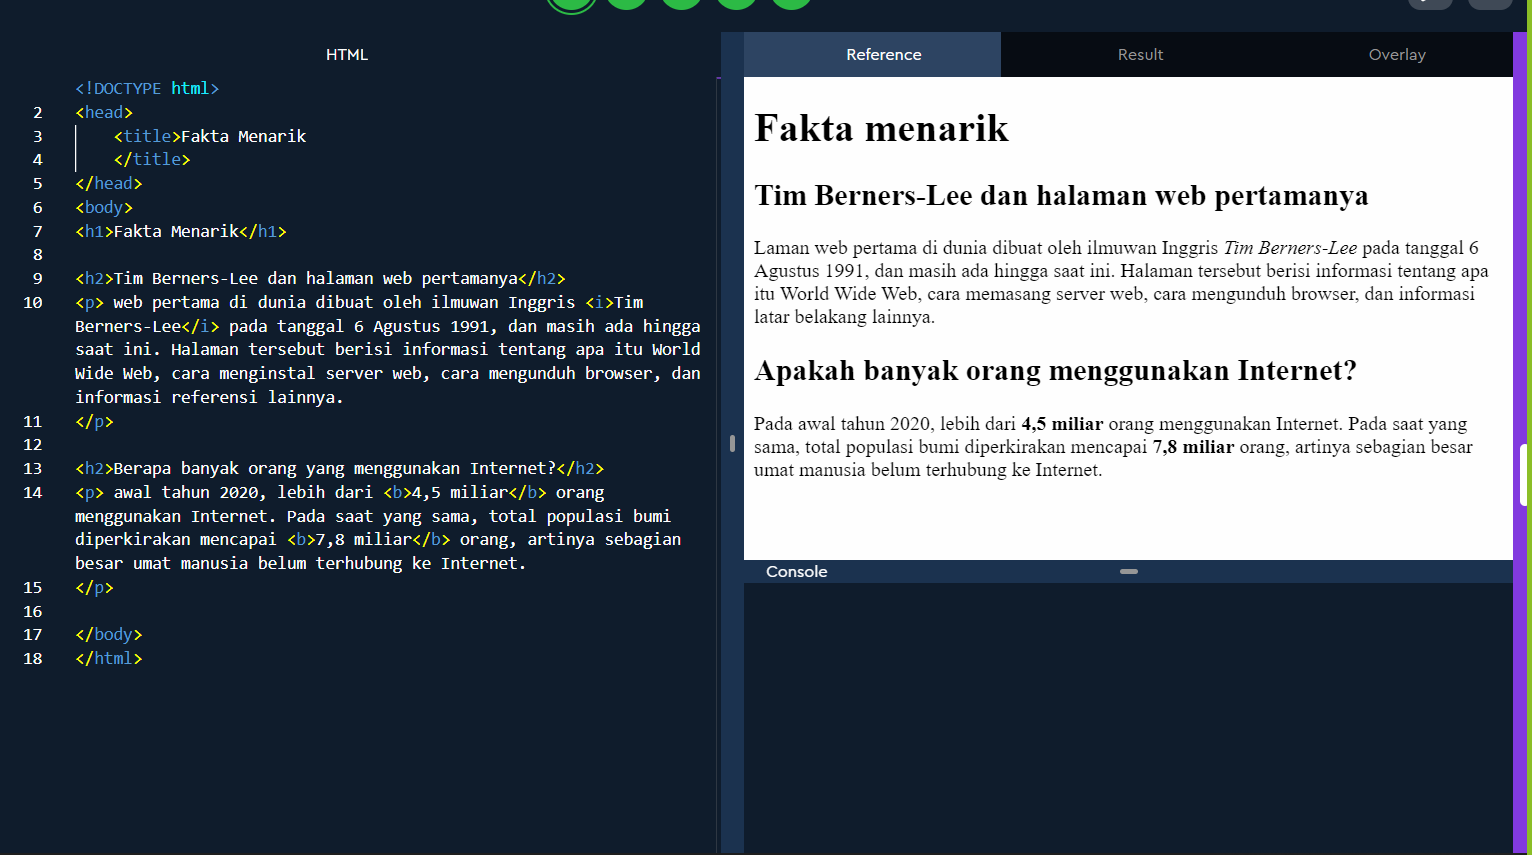 HTML
<!DOCTYPE html>
2 <head>
3 <title>Fakta Menarik
4 </title>
5 </head>
6 <body>
7 <h1>Fakta Menarik</h1>
8
9 <h2>Tim Berners-Lee dan halaman web pertamanya</h2>
10 <p> web pertama di dunia dibuat oleh ilmuwan Inggris <i>Tim
Berners-Lee</i> pada tanggal 6 Agustus 1991, dan masih ada hingga
saat ini. Halaman tersebut berisi informasi tentang apa itu World
Wide Web, cara menginstal server web, cara mengunduh browser, dan
informasi referensi lainnya.
11 </p>
12
13 <h2>Berapa banyak orang yang menggunakan Internet?</h2>
14 <p> awal tahun 2020, lebih dari <b>4,5 miliar</b> orang
menggunakan Internet. Pada saat yang sama, total populasi bumi
diperkirakan mencapai <b>7,8 miliar</b> orang, artinya sebagian
besar umat manusia belum terhubung ke Internet.
15 </p>
16
17 </body>
18 </html>
Reference Result Overlay
Fakta menarik
Tim Berners-Lee dan halaman web pertamanya
Laman web pertama di dunia dibuat oleh ilmuwan Inggris Tim Berners-Lee pada tanggal 6
Agustus 1991, dan masih ada hingga saat ini. Halaman tersebut berisi informasi tentang apa
itu World Wide Web, cara memasang server web, cara mengunduh browser, dan informasi
latar belakang lainnya.
Apakah banyak orang menggunakan Internet?
Pada awal tahun 2020, lebih dari 4,5 miliar orang menggunakan Internet. Pada saat yang
sama, total populasi bumi diperkirakan mencapai 7,8 miliar orang, artinya sebagian besar
umat manusia belum terhubung ke Internet.
Console